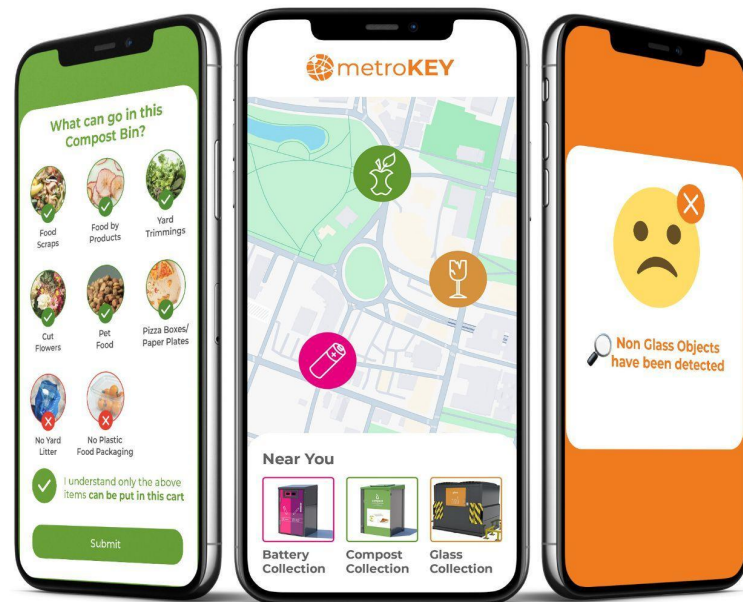 What can go in this
Compost Bin?
Food
Scraps
Food by
Products
Yard
Trimmings
Cut
Flowers
Pet
Food
Pizza Boxes/
Paper Plates
No Yard
Litter
No Plastic
Food Packaging
I understand only the above
items can be put in this cart
Submit
metroKEY
Near You
Battery
Collection
Compost
Collection
Glass
Collection
Non Glass Objects
have been detected